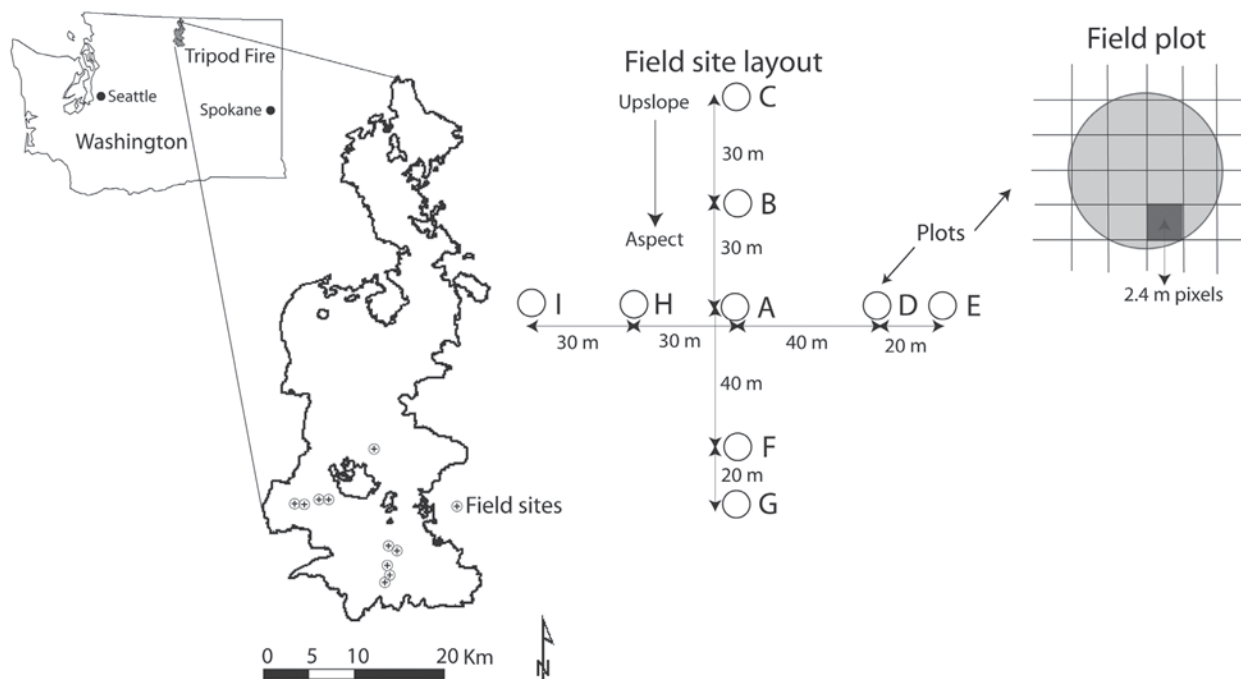 Tripod Fire
Seattle
Spokane
Washington
Field sites
0 5 10 20 Km
N
Field site layout
Upslope
Aspect
C
30 m
B
30 m
I
H
A
D
E
30 m
30 m
40 m
20 m
40 m
F
20 m
G
Plots
Field plot
2.4 m pixels